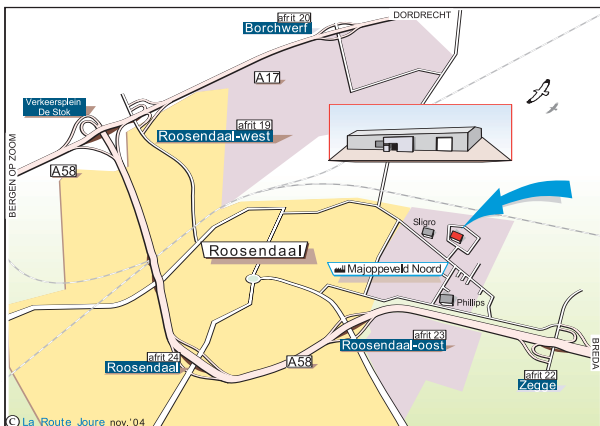 afrit 20
Borchwerf
DORDRECHT
A17
Verkeersplein
De Stok
afrit 19
Roosendaal-west
BERGEN OP ZOOM
A58
Sligro
Roosendaal
Majoppeveld Noord
Phillips
afrit 23
Roosendaal-oost
afrit 24
Roosendaal
A58
afrit 22
Zegge
BREDA
© La Route Joure nov.'04